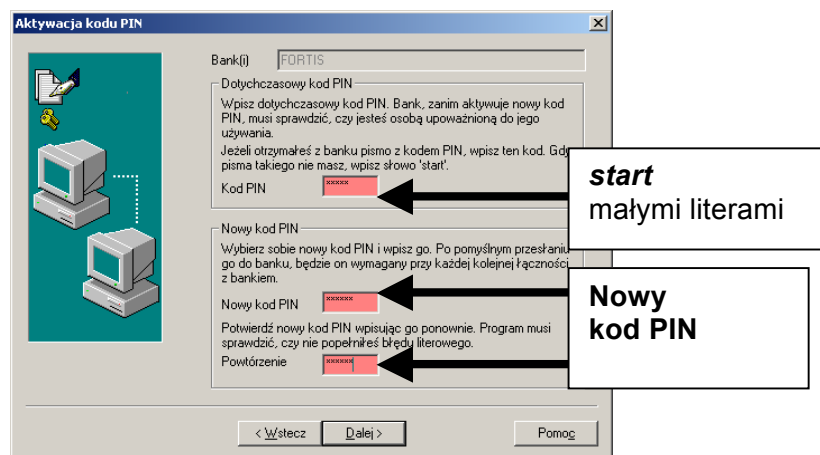 Aktywacja kodu PIN
Bank(i) FORTIS
Dotychczasowy kod PIN
Wpisz dotychczasowy kod PIN. Bank, zanim aktywuje nowy kod
PIN, musi sprawdzić, czy jesteś osobą upoważnioną do jego
używania.
Jeżeli otrzymałeś z banku pismo z kodem PIN, wpisz ten kod. Gdy
pisma takiego nie masz, wpisz słowo 'start'.
Kod PIN xxxxx
start
małymi literami
Nowy kod PIN
Wybierz sobie nowy kod PIN i wpisz go. Po pomyślnym przesłaniu
go do banku, będzie on wymagany przy każdej kolejnej łączności
z bankiem.
Nowy kod PIN xxxxxx
Nowy
kod PIN
Potwierdź nowy kod PIN wpisując go ponownie. Program musi
sprawdzić, czy nie popełniłeś błędu literowego.
Powtórzenie xxxxxx
< Wstecz Dalej > Pomoc